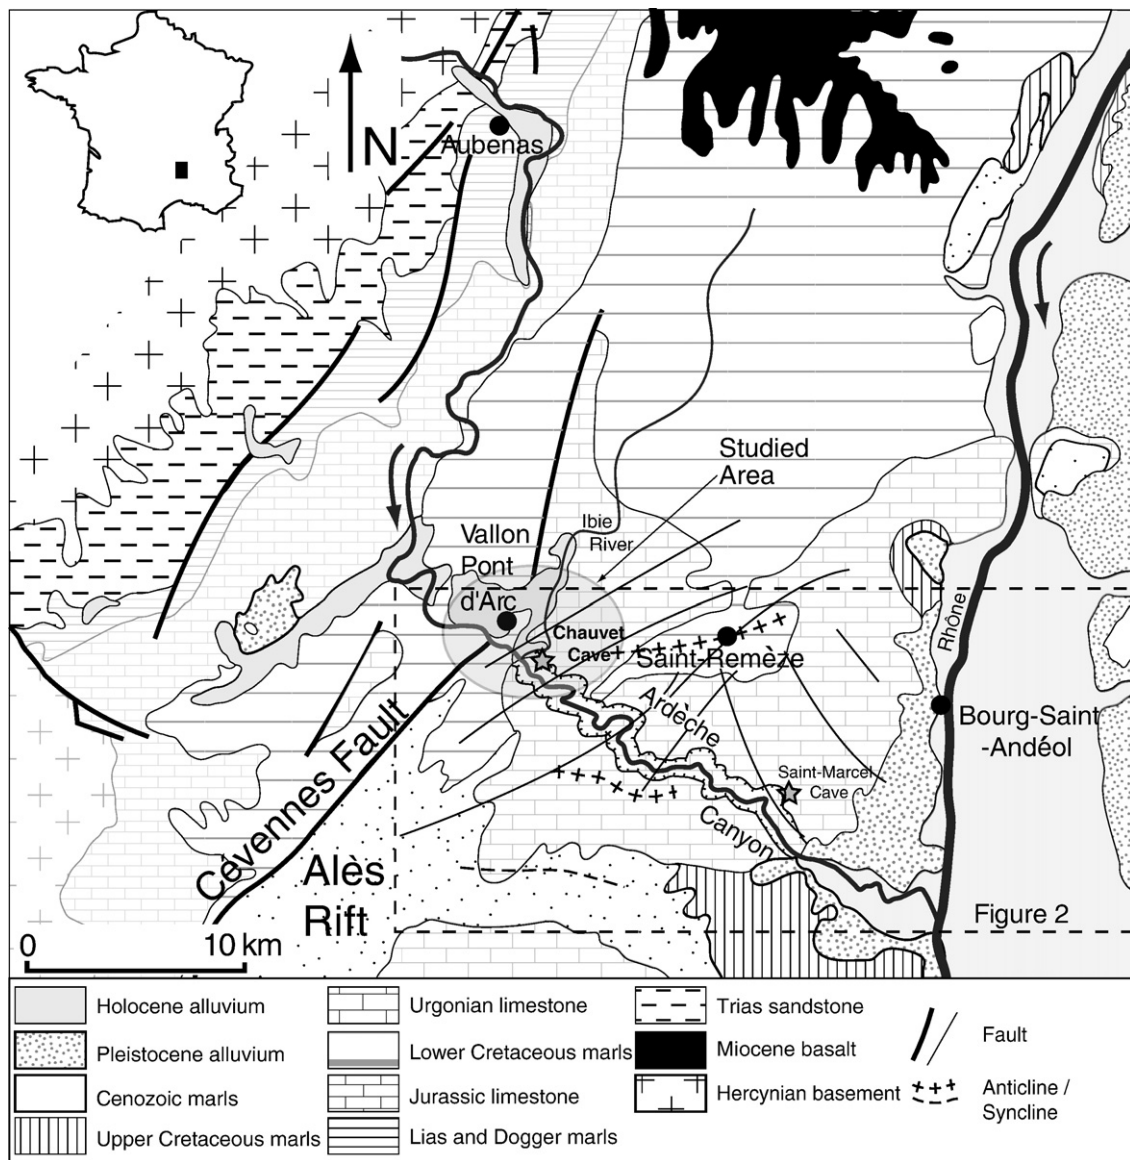 N
Aubenas
Studied
Area
Ibie
River
Vallon
Pont
d'Arc
Chauvet
Cave
Saint-Remèze
Rhône
Ardèche
Bourg-Saint
-Andéol
Saint-Marcel
Cave
Canyon
Cévennes Fault
Alès
Rift
Figure 2
0 10 km
Holocene alluvium
Pleistocene alluvium
Cenozoic marls
Upper Cretaceous marls
Urgonian limestone
Lower Cretaceous marls
Jurassic limestone
Lias and Dogger marls
Trias sandstone
Miocene basalt
Hercynian basement
Fault
Anticline /
Syncline